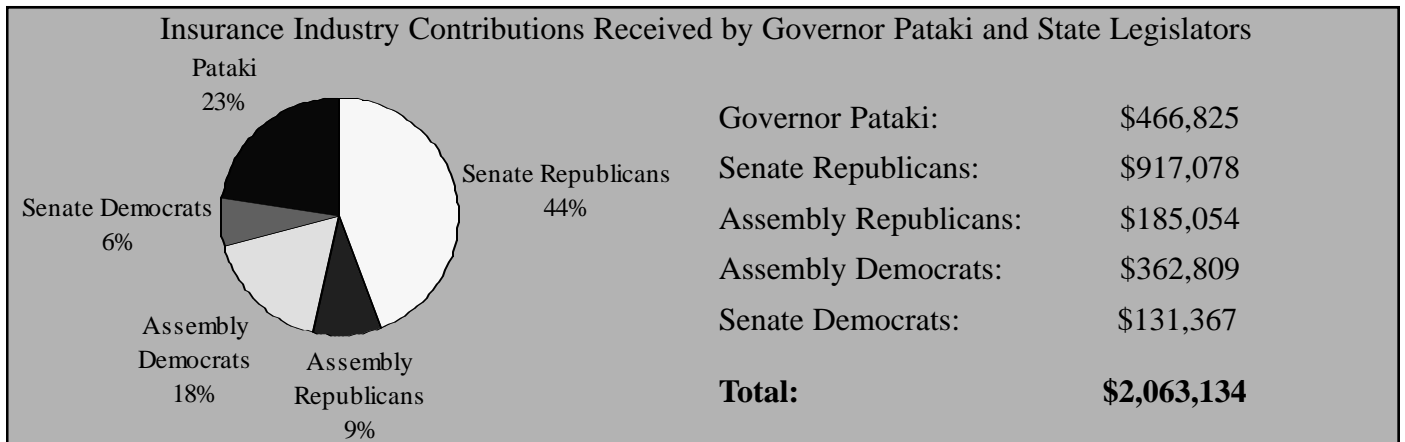 Insurance Industry Contributions Received by Governor Pataki and State Legislators
Pataki
23%
Senate Republicans
44%
Senate Democrats
6%
Assembly
Democrats
18%
Assembly
Republicans
9%
Governor Pataki: $466,825
Senate Republicans: $917,078
Assembly Republicans: $185,054
Assembly Democrats: $362,809
Senate Democrats: $131,367
Total: $2,063,134